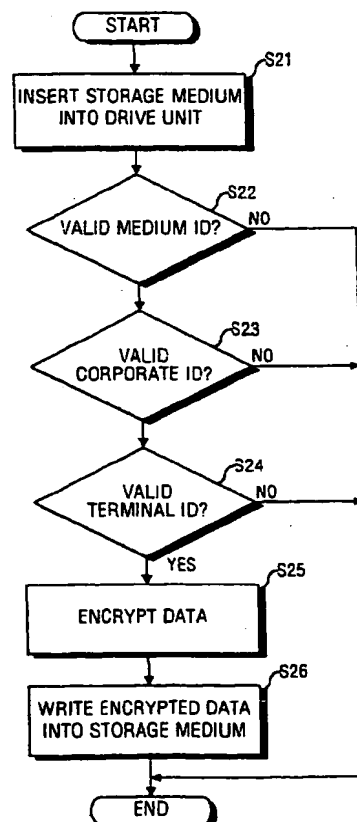 START
S21
INSERT STORAGE MEDIUM
INTO DRIVE UNIT
S22
VALID MEDIUM ID?
NO
S23
VALID
CORPORATE ID?
NO
S24
VALID
TERMINAL ID?
NO
YES
S25
ENCRYPT DATA
S26
WRITE ENCRYPTED DATA
INTO STORAGE MEDIUM
END